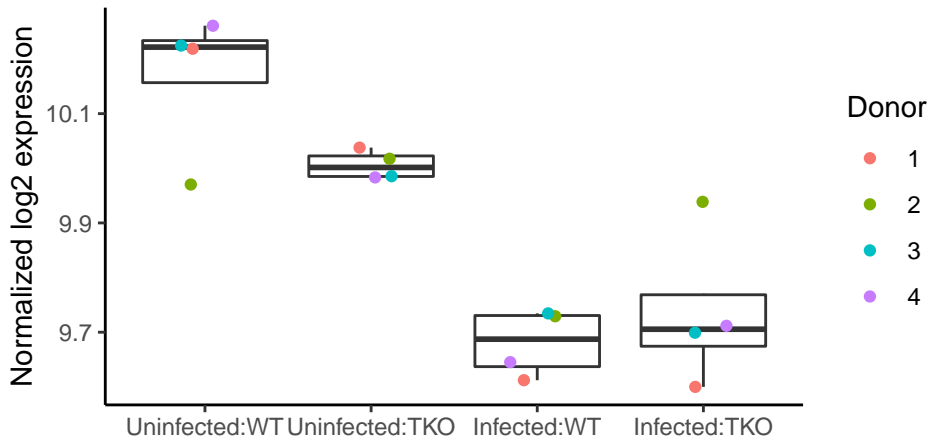 Normalized log2 expression
10.1
9.9
9.7
Uninfected:WT
Uninfected:TKO
Infected:WT
Infected:TKO
Donor
1
2
3
4